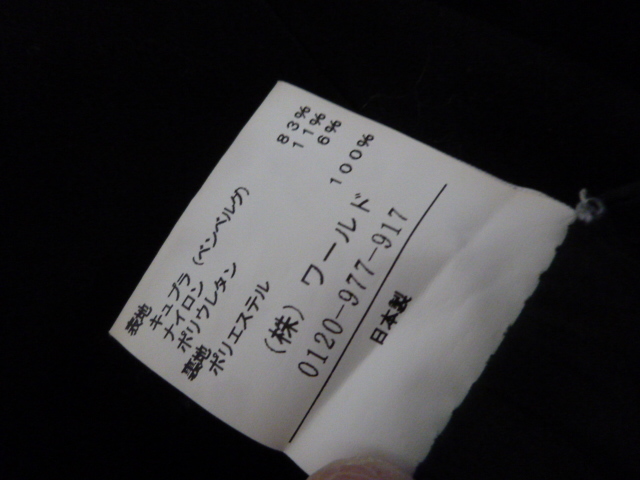 表地
キュプラ(ベンベルグ) 83%
ナイロン 11%
ポリウレタン 6%
裏地
ポリエステル 100%
(株)ワールド
0120-977-917
日本製